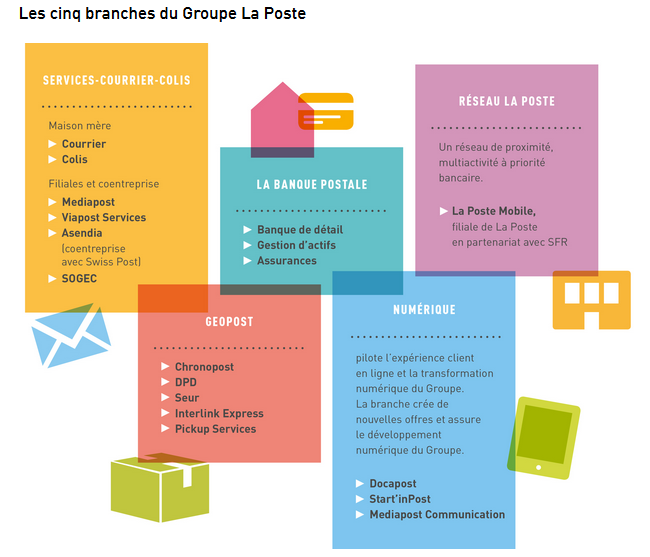 Les cinq branches du Groupe La Poste
SERVICES-COURRIER-COLIS
Maison mère
Courrier
Colis
Filiales et coentreprise
Mediapost
Viapost Services
Asendia
(coentreprise
avec Swiss Post)
SOGEC
LA BANQUE POSTALE
Banque de détail
Gestion d'actifs
Assurances
RÉSEAU LA POSTE
Un réseau de proximité,
multiactivité à priorité
bancaire.
La Poste Mobile,
filiale de La Poste
en partenariat avec SFR
GEOPOST
Chronopost
DPD
Seur
Interlink Express
Pickup Services
NUMÉRIQUE
pilote l'expérience client
en ligne et la transformation
numérique du Groupe.
La branche crée de
nouvelles offres et assure
le développement
numérique du Groupe.
Docapost
Start'inPost
Mediapost Communication